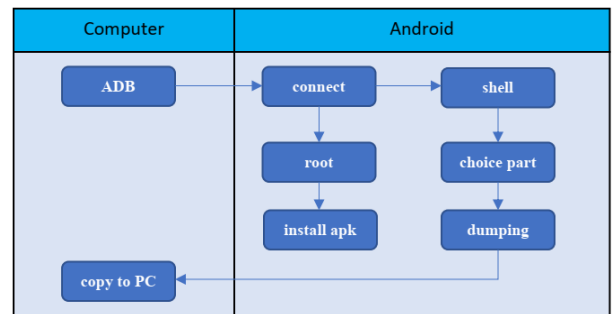 Computer
Android
ADB
connect
shell
root
choice part
install apk
dumping
copy to PC